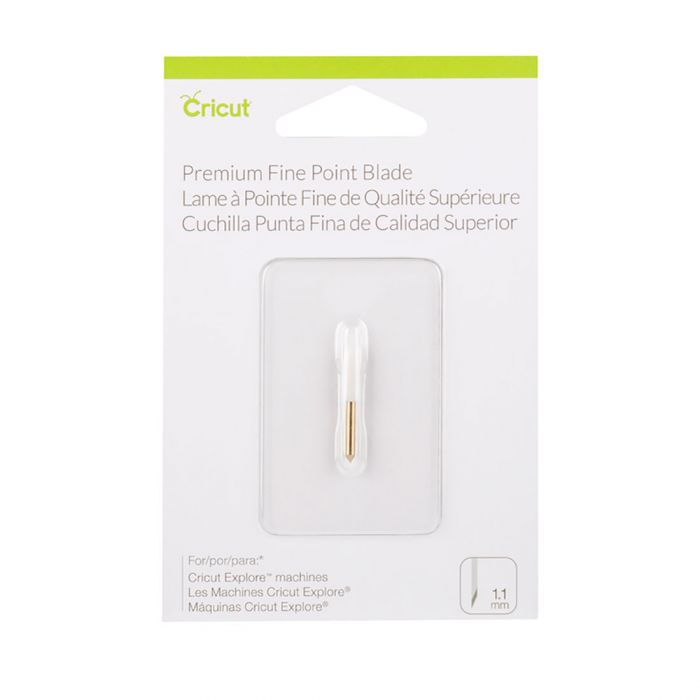 Cricut
Premium Fine Point Blade
Lame à Pointe Fine de Qualité Supérieure
Cuchilla Punta Fina de Calidad Superior
For/por/para:*
Cricut Explore™ machines
Les Machines Cricut Explore®
Máquinas Cricut Explore®
1.1
mm